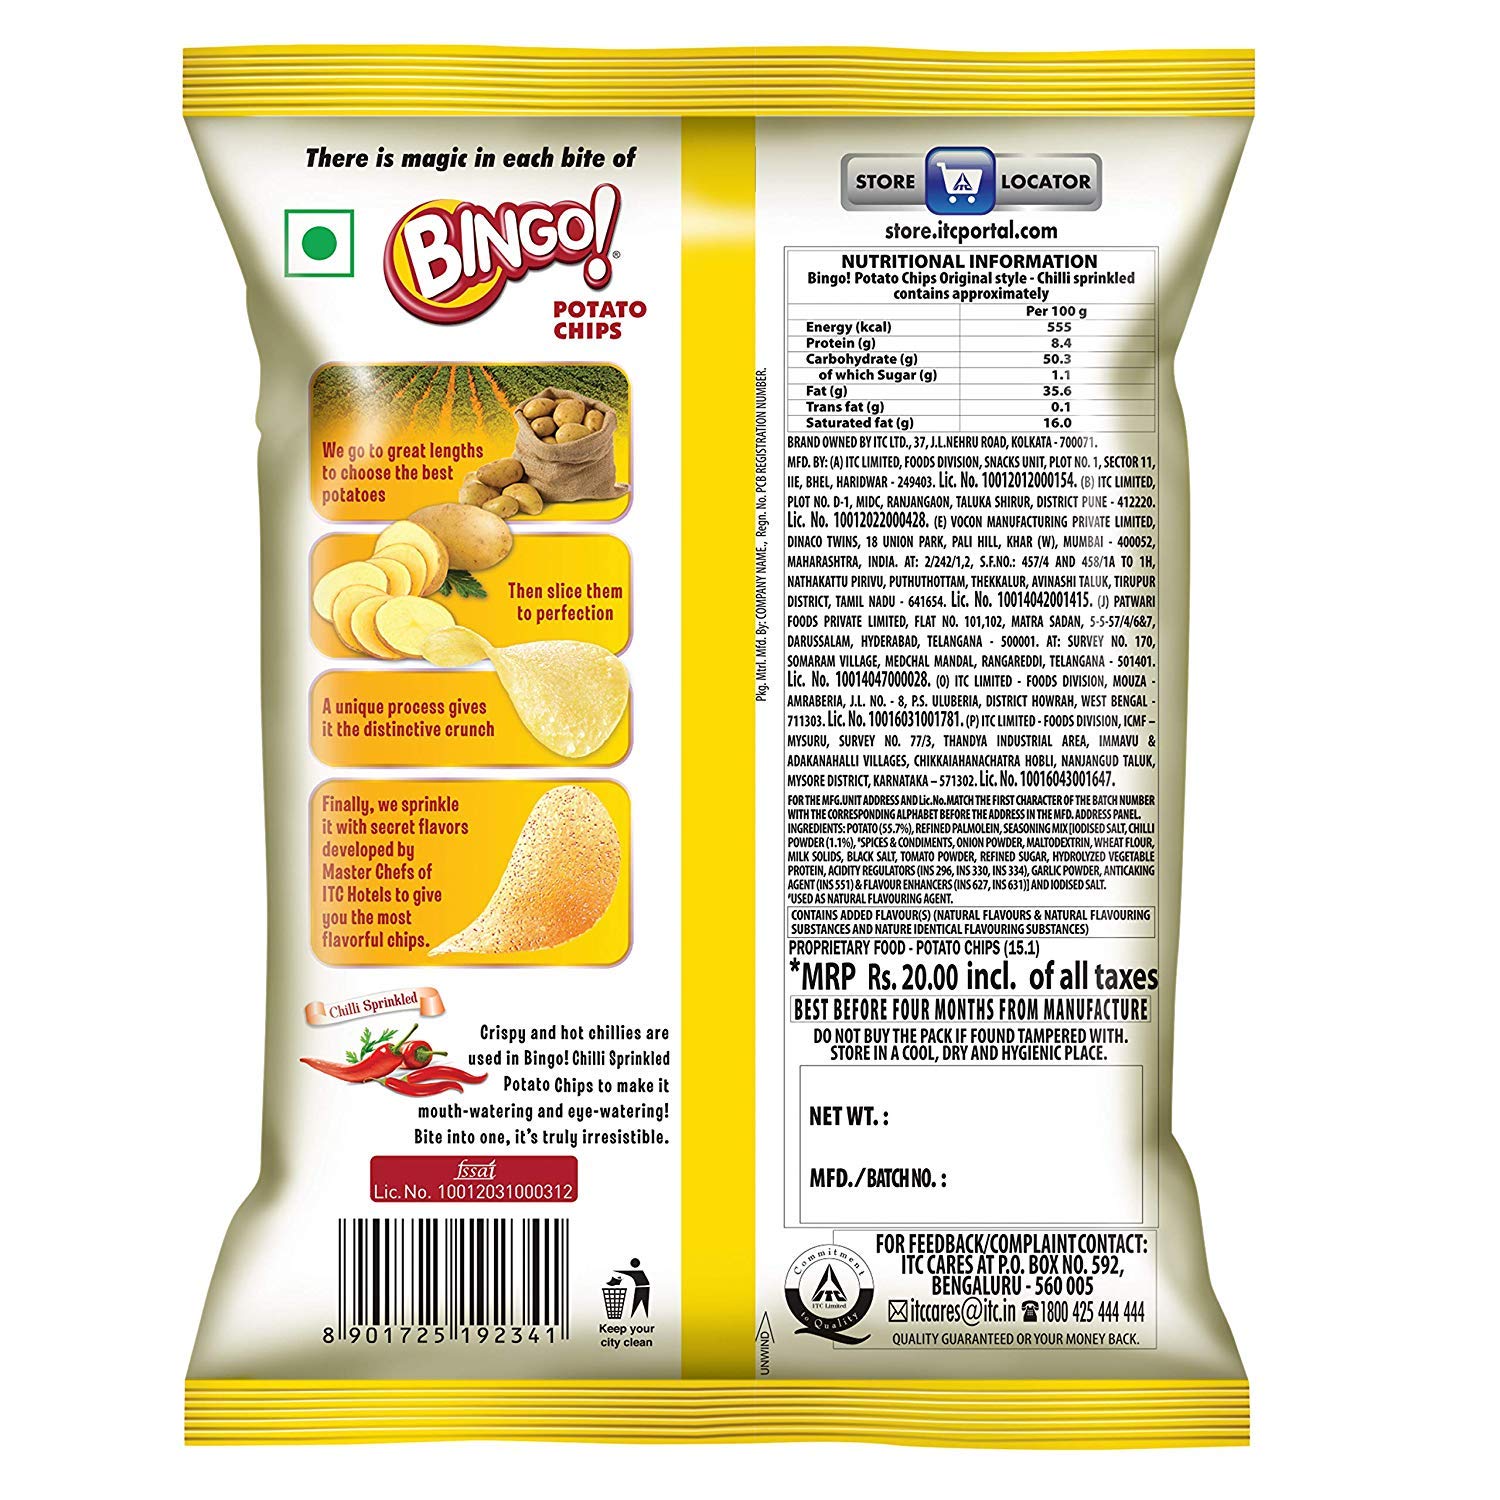 There is magic in each bite of
BINGO!®
POTATO
CHIPS
We go to great lengths
to choose the best
potatoes
Then slice them
to perfection
A unique process gives
it the distinctive crunch
Finally, we sprinkle
it with secret flavors
developed by
Master Chefs of
ITC Hotels to give
you the most
flavorful chips.
Chilli Sprinkled
Crispy and hot chillies are
used in Bingo! Chilli Sprinkled
Potato Chips to make it
mouth-watering and eye-watering!
Bite into one, it's truly irresistible.
fssai
Lic. No. 10012031000312
8 901725 192341
Keep your
city clean
Pkg. Mtrl. Mfd. By: COMPANY NAME., Regn. No. PCB REGISTRATION NUMBER.
UNWIND
STORE ITC LOCATOR
store.itcportal.com
NUTRITIONAL INFORMATION
Bingo! Potato Chips Original style - Chilli sprinkled
contains approximately
Per 100 g
Energy (kcal) 555
Protein (g) 8.4
Carbohydrate (g) 50.3
of which Sugar (g) 1.1
Fat (g) 35.6
Trans fat (g) 0.1
Saturated fat (g) 16.0
BRAND OWNED BY ITC LTD., 37, J.L.NEHRU ROAD, KOLKATA - 700071.
MFD. BY: (A) ITC LIMITED, FOODS DIVISION, SNACKS UNIT, PLOT NO. 1, SECTOR 11,
IIE, BHEL, HARIDWAR - 249403. Lic. No. 10012012000154. (B) ITC LIMITED,
PLOT NO. D-1, MIDC, RANJANGAON, TALUKA SHIRUR, DISTRICT PUNE - 412220.
Lic. No. 10012022000428. (E) VOCON MANUFACTURING PRIVATE LIMITED,
DINACO TWINS, 18 UNION PARK, PALI HILL, KHAR (W), MUMBAI - 400052,
MAHARASHTRA, INDIA. AT: 2/242/1,2, S.F.NO.: 457/4 AND 458/1A TO 1H,
NATHAKATTU PIRIVU, PUTHUTHOTTAM, THEKKALUR, AVINASHI TALUK, TIRUPUR
DISTRICT, TAMIL NADU - 641654. Lic. No. 10014042001415. (J) PATWARI
FOODS PRIVATE LIMITED, FLAT NO. 101,102, MATRA SADAN, 5-5-57/4/6&7,
DARUSSALAM, HYDERABAD, TELANGANA - 500001. AT: SURVEY NO. 170,
SOMARAM VILLAGE, MEDCHAL MANDAL, RANGAREDDI, TELANGANA - 501401.
Lic. No. 10014047000028. (O) ITC LIMITED - FOODS DIVISION, MOUZA -
AMRABERIA, J.L. NO. - 8, P.S. ULUBERIA, DISTRICT HOWRAH, WEST BENGAL -
711303. Lic. No. 10016031001781. (P) ITC LIMITED - FOODS DIVISION, ICMF –
MYSURU, SURVEY NO. 77/3, THANDYA INDUSTRIAL AREA, IMMAVU &
ADAKANAHALLI VILLAGES, CHIKKAIAHANACHATRA HOBLI, NANJANGUD TALUK,
MYSORE DISTRICT, KARNATAKA – 571302. Lic. No. 10016043001647.
FOR THE MFG.UNIT ADDRESS AND Lic.No.MATCH THE FIRST CHARACTER OF THE BATCH NUMBER
WITH THE CORRESPONDING ALPHABET BEFORE THE ADDRESS IN THE MFD. ADDRESS PANEL.
INGREDIENTS: POTATO (55.7%), REFINED PALMOLEIN, SEASONING MIX [IODISED SALT, CHILLI
POWDER (1.1%), #SPICES & CONDIMENTS, ONION POWDER, MALTODEXTRIN, WHEAT FLOUR,
MILK SOLIDS, BLACK SALT, TOMATO POWDER, REFINED SUGAR, HYDROLYZED VEGETABLE
PROTEIN, ACIDITY REGULATORS (INS 296, INS 330, INS 334), GARLIC POWDER, ANTICAKING
AGENT (INS 551) & FLAVOUR ENHANCERS (INS 627, INS 631)] AND IODISED SALT.
#USED AS NATURAL FLAVOURING AGENT.
CONTAINS ADDED FLAVOUR(S) (NATURAL FLAVOURS & NATURAL FLAVOURING
SUBSTANCES AND NATURE IDENTICAL FLAVOURING SUBSTANCES)
PROPRIETARY FOOD - POTATO CHIPS (15.1)
*MRP Rs. 20.00 incl. of all taxes
BEST BEFORE FOUR MONTHS FROM MANUFACTURE
DO NOT BUY THE PACK IF FOUND TAMPERED WITH.
STORE IN A COOL, DRY AND HYGIENIC PLACE.
NET WT. :
MFD. / BATCH NO. :
Commitment
ITC
ITC Limited
to Quality
FOR FEEDBACK/COMPLAINT CONTACT:
ITC CARES AT P.O. BOX NO. 592,
BENGALURU - 560 005
itccares@itc.in 1800 425 444 444
QUALITY GUARANTEED OR YOUR MONEY BACK.